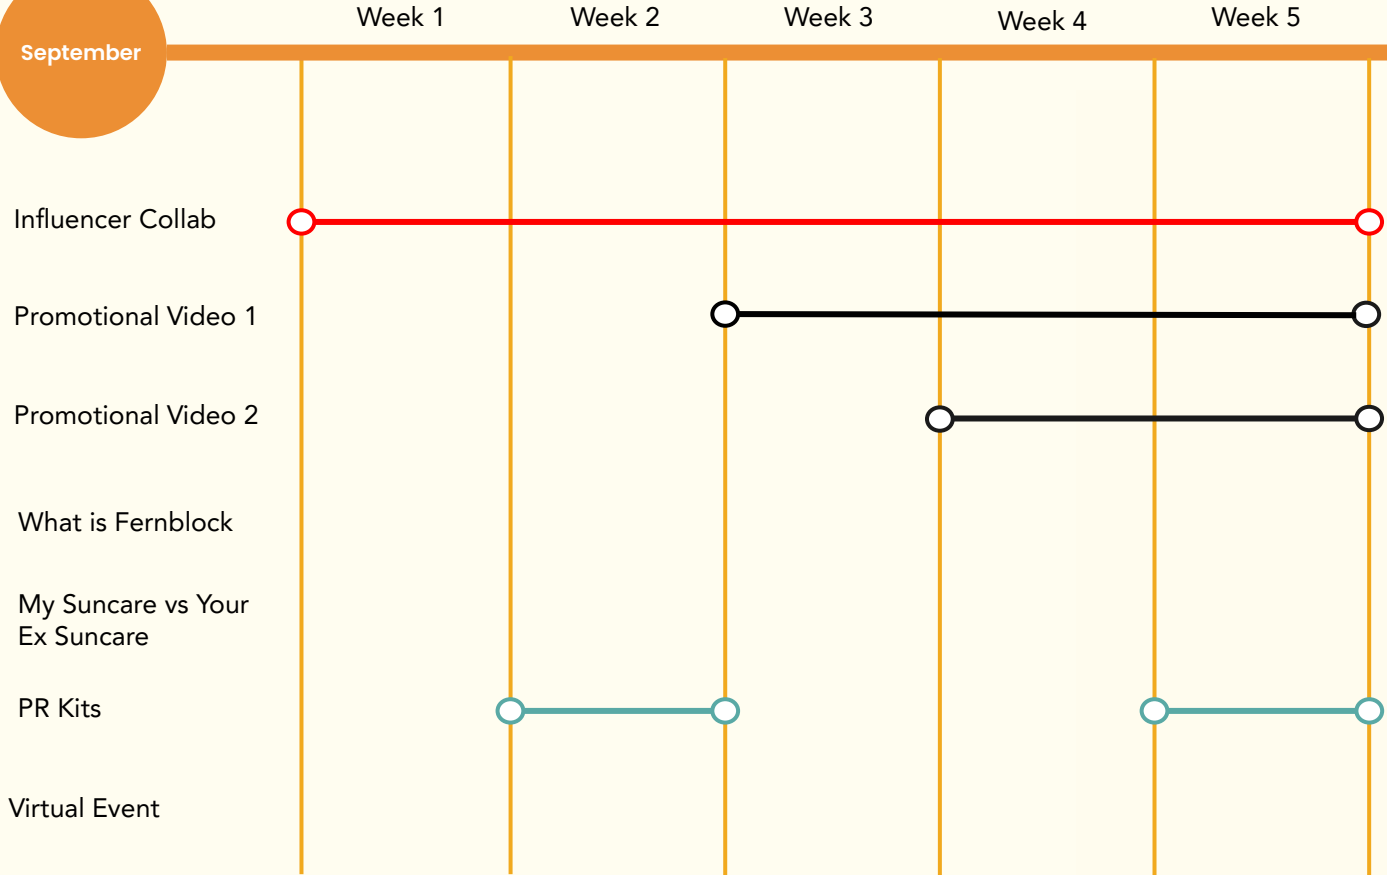 September
Week 1
Week 2
Week 3
Week 4
Week 5
Influencer Collab
Promotional Video 1
Promotional Video 2
What is Fernblock
My Suncare vs Your
Ex Suncare
PR Kits
Virtual Event